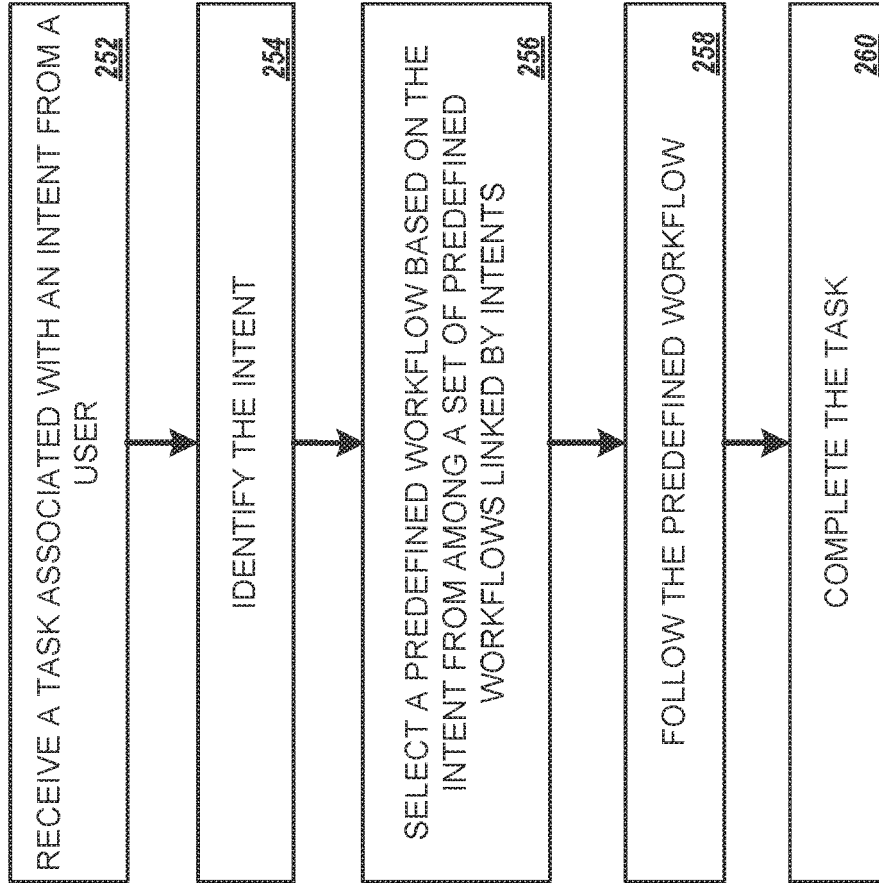 RECEIVE A TASK ASSOCIATED WITH AN INTENT FROM A
USER
252
IDENTIFY THE INTENT
254
SELECT A PREDEFINED WORKFLOW BASED ON THE
INTENT FROM AMONG A SET OF PREDEFINED
WORKFLOWS LINKED BY INTENTS
256
FOLLOW THE PREDEFINED WORKFLOW
258
COMPLETE THE TASK
260